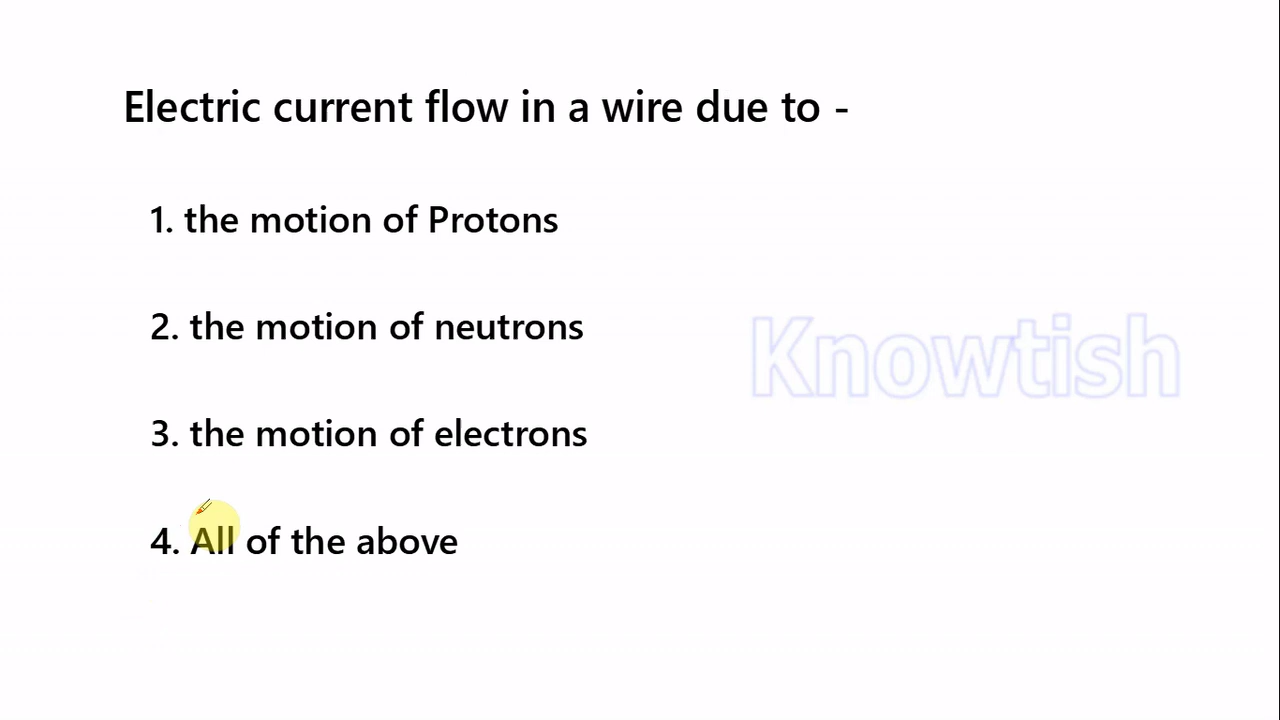 Electric current flow in a wire due to -
1. the motion of Protons
2. the motion of neutrons
Knowtish
3. the motion of electrons
4. All of the above